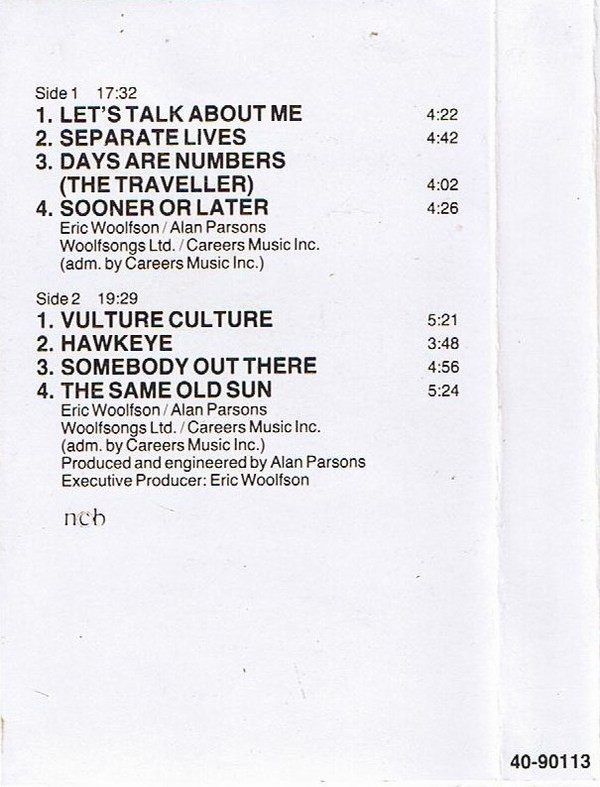 Side 1 17:32
1. LET'S TALK ABOUT ME 4:22
2. SEPARATE LIVES 4:42
3. DAYS ARE NUMBERS
(THE TRAVELLER) 4:02
4. SOONER OR LATER 4:26
Eric Woolfson / Alan Parsons
Woolfsongs Ltd. / Careers Music Inc.
(adm. by Careers Music Inc.)
Side 2 19:29
1. VULTURE CULTURE 5:21
2. HAWKEYE 3:48
3. SOMEBODY OUT THERE 4:56
4. THE SAME OLD SUN 5:24
Eric Woolfson / Alan Parsons
Woolfsongs Ltd. / Careers Music Inc.
(adm. by Careers Music Inc.)
Produced and engineered by Alan Parsons
Executive Producer: Eric Woolfson
ncb
40-90113